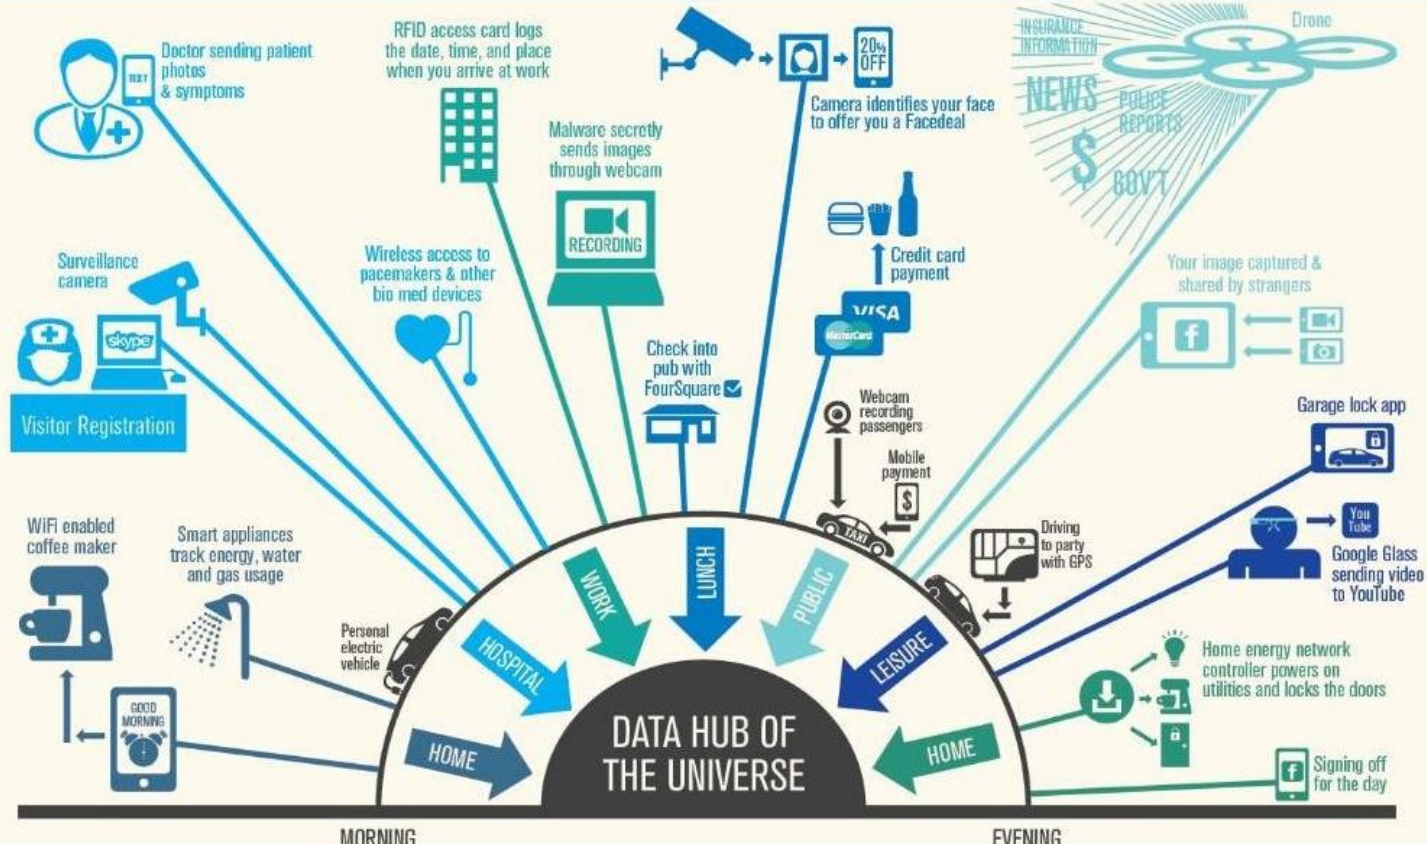 Doctor sending patient
photos
& symptoms
TEXT
RFID access card logs
the date, time, and place
when you arrive at work
Malware secretly
sends images
through webcam
RECORDING
20%
OFF
Camera identifies your face
to offer you a Facedeal
INSURANCE
INFORMATION
NEWS
POLICE
REPORTS
$
GOV'T
Drone
Surveillance
camera
skype
Visitor Registration
Wireless access to
pacemakers & other
bio med devices
Check into
pub with
FourSquare
Credit card
payment
VISA
MasterCard
Your image captured &
shared by strangers
f
Webcam
recording
passengers
Mobile
payment
$
TAXI
Driving
to party
with GPS
Garage lock app
You
Tube
Google Glass
sending video
to YouTube
WiFi enabled
coffee maker
Smart appliances
track energy, water
and gas usage
GOOD
MORNING
Personal
electric
vehicle
HOME
HOSPITAL
WORK
LUNCH
PUBLIC
LEISURE
HOME
DATA HUB OF
THE UNIVERSE
Home energy network
controller powers on
utilities and locks the doors
f
Signing off
for the day
MORNING
EVENING